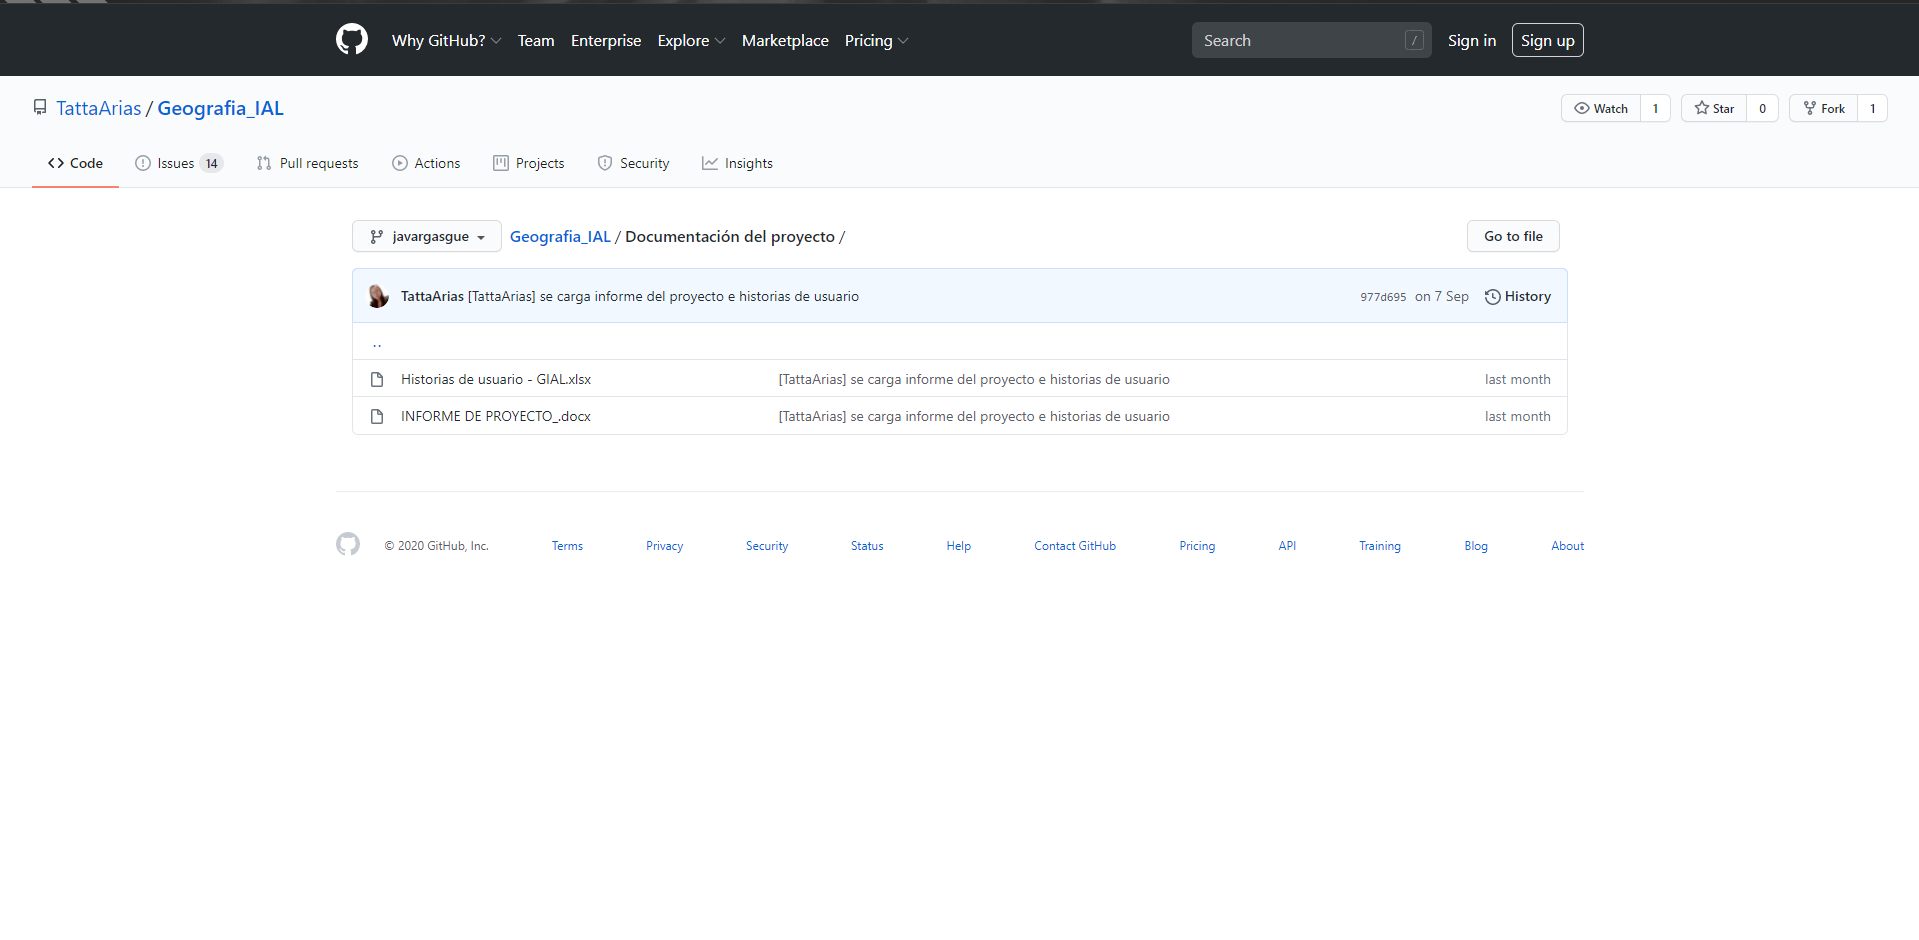 Why GitHub? Team Enterprise Explore Marketplace Pricing Search / Sign in Sign up
TattaArias / Geografia_IAL Watch 1 Star 0 Fork 1
Code Issues 14 Pull requests Actions Projects Security Insights
javargasgue Geografia_IAL / Documentación del proyecto / Go to file
TattaArias [TattaArias] se carga informe del proyecto e historias de usuario 977d695 on 7 Sep History
..
Historias de usuario - GIAL.xlsx [TattaArias] se carga informe del proyecto e historias de usuario last month
INFORME DE PROYECTO_.docx [TattaArias] se carga informe del proyecto e historias de usuario last month
© 2020 GitHub, Inc. Terms Privacy Security Status Help Contact GitHub Pricing API Training Blog About